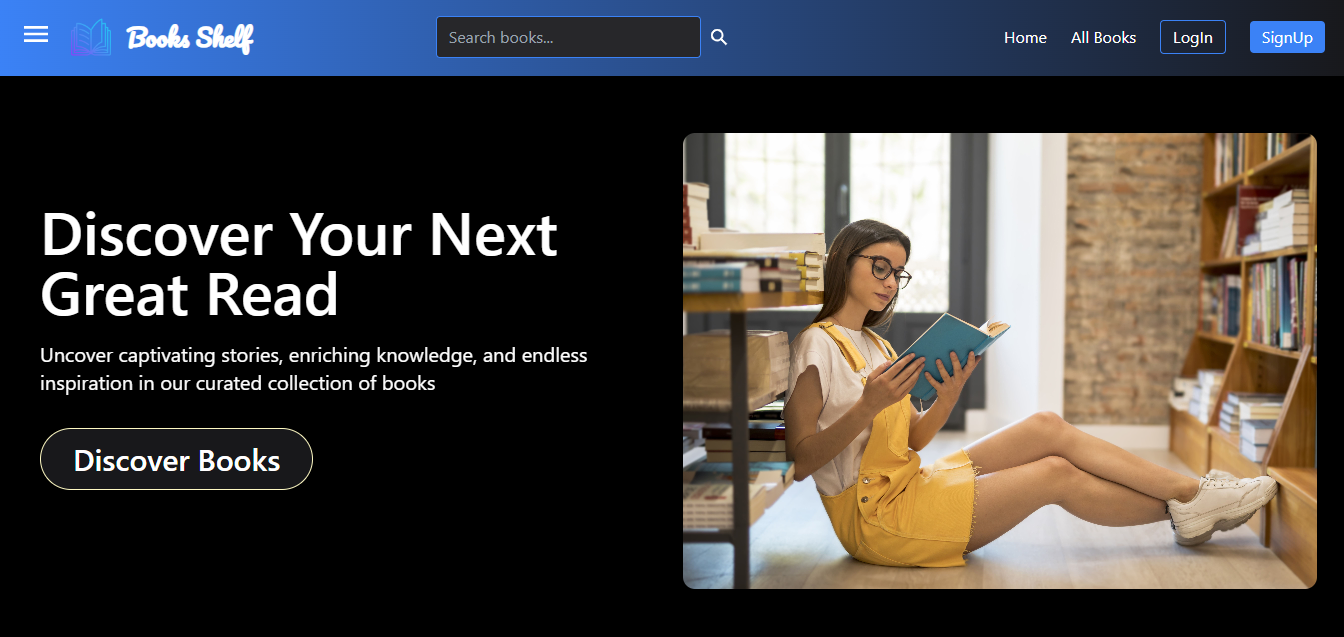 Books Shelf
Search books...
Home
All Books
LogIn
SignUp
Discover Your Next
Great Read
Uncover captivating stories, enriching knowledge, and endless
inspiration in our curated collection of books
Discover Books